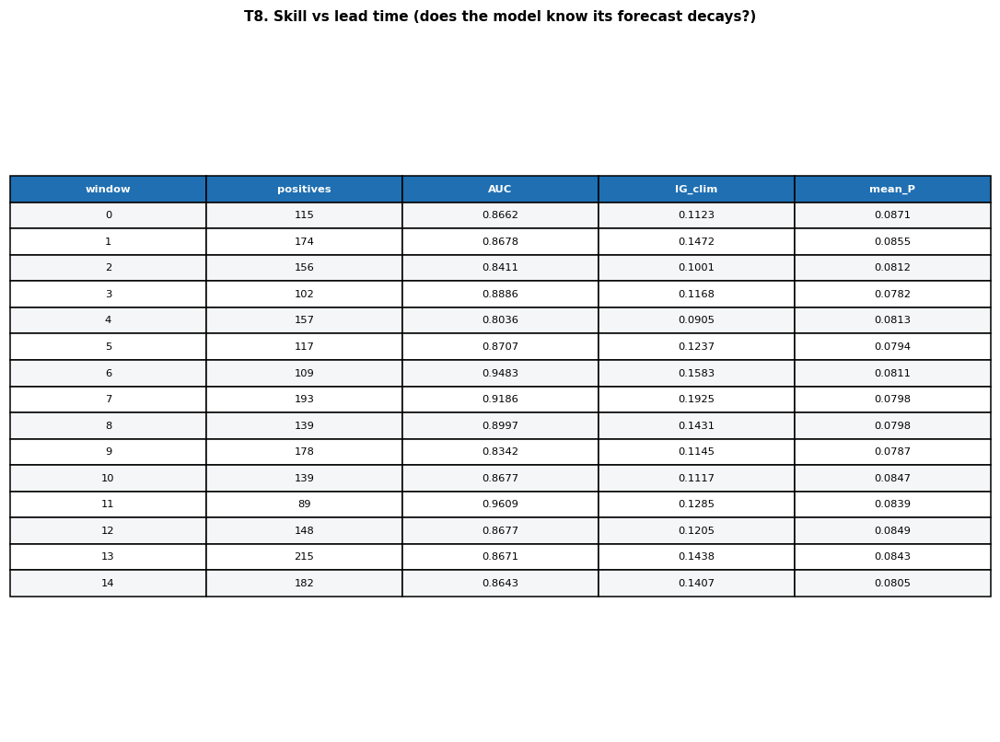 T8. Skill vs lead time (does the model know its forecast decays?)
window positives AUC IG_clim mean_P
0 115 0.8662 0.1123 0.0871
1 174 0.8678 0.1472 0.0855
2 156 0.8411 0.1001 0.0812
3 102 0.8886 0.1168 0.0782
4 157 0.8036 0.0905 0.0813
5 117 0.8707 0.1237 0.0794
6 109 0.9483 0.1583 0.0811
7 193 0.9186 0.1925 0.0798
8 139 0.8997 0.1431 0.0798
9 178 0.8342 0.1145 0.0787
10 139 0.8677 0.1117 0.0847
11 89 0.9609 0.1285 0.0839
12 148 0.8677 0.1205 0.0849
13 215 0.8671 0.1438 0.0843
14 182 0.8643 0.1407 0.0805